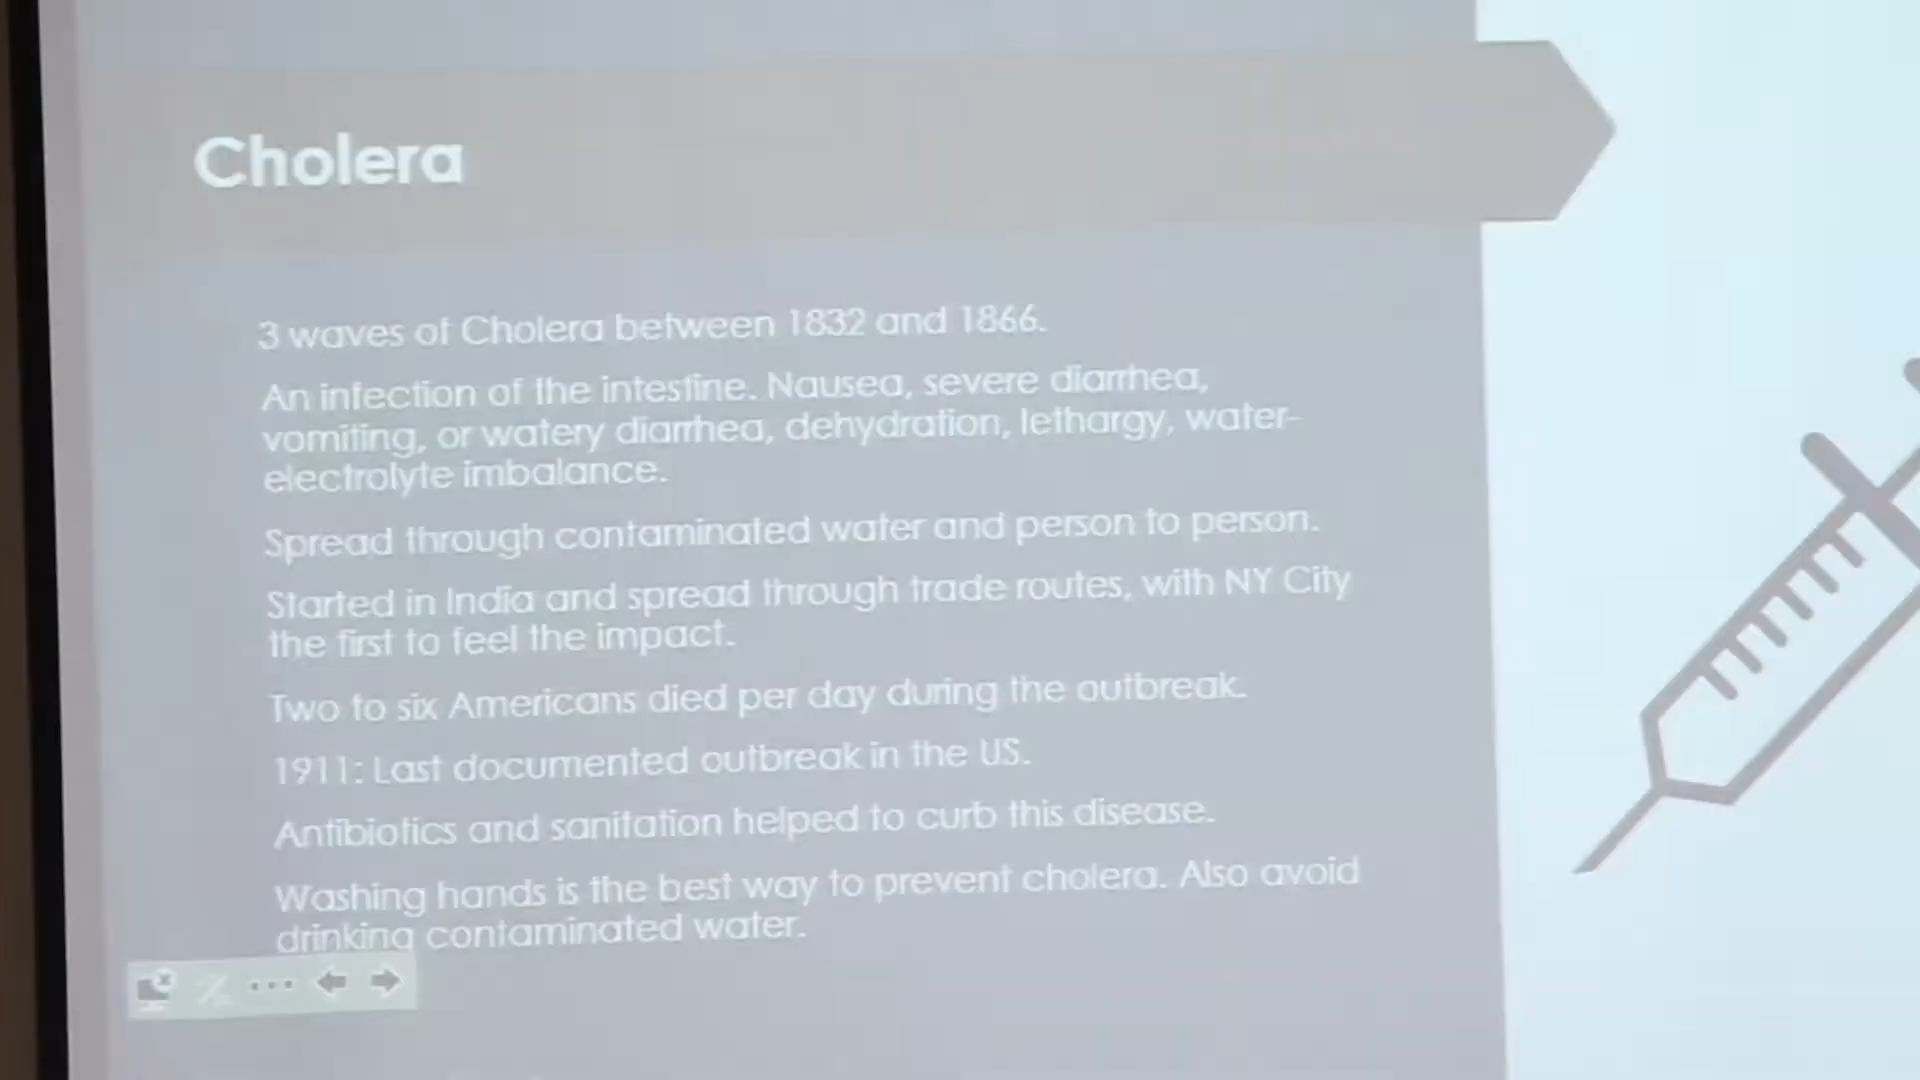 Cholera
3 waves of Cholera between 1832 and 1866.
An infection of the intestine. Nausea, severe diarrhea,
vomiting, or watery diarrhea, dehydration, lethargy, water-
electrolyte imbalance.
Spread through contaminated water and person to person.
Started in India and spread through trade routes, with NY City
the first to feel the impact.
Two to six Americans died per day during the outbreak.
1911: Last documented outbreak in the US.
Antibiotics and sanitation helped to curb this disease.
Washing hands is the best way to prevent cholera. Also avoid
drinking contaminated water.